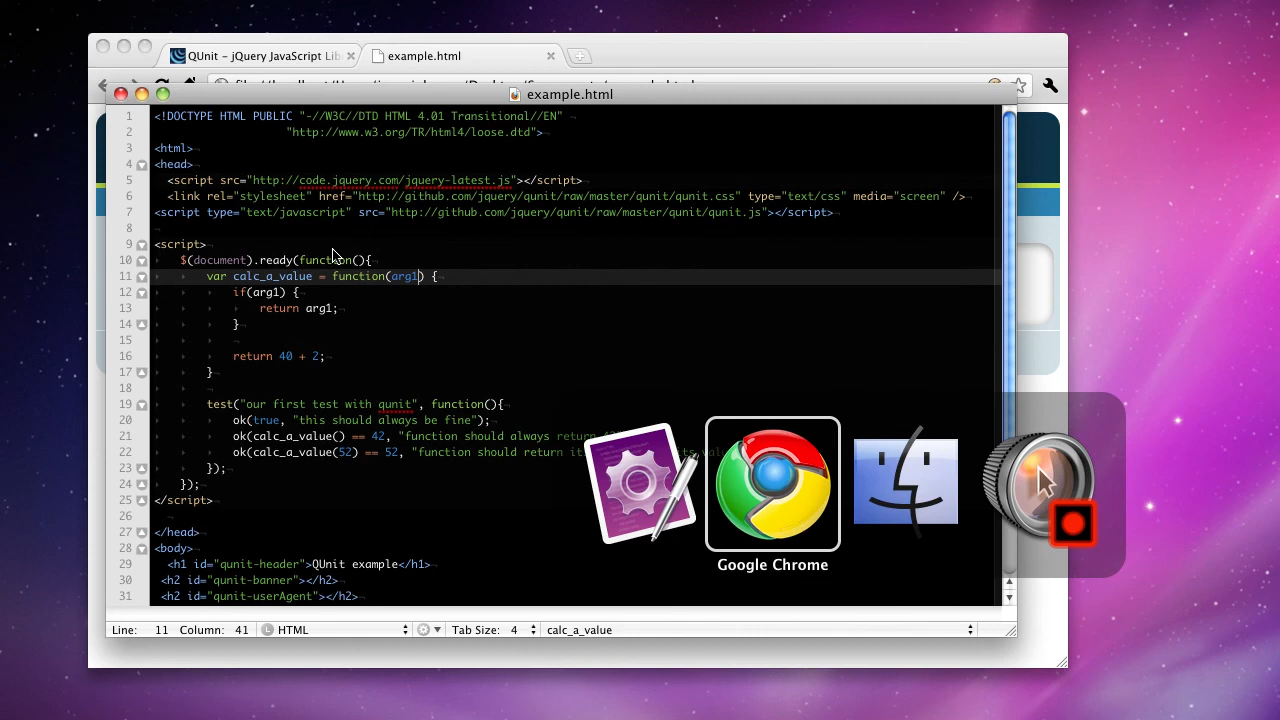 QUnit – jQuery JavaScript Lib
example.html
example.html
1 <!DOCTYPE HTML PUBLIC "-//W3C//DTD HTML 4.01 Transitional//EN"
2 "http://www.w3.org/TR/html4/loose.dtd">
3 <html>
4 <head>
5 <script src="http://code.jquery.com/jquery-latest.js"></script>
6 <link rel="stylesheet" href="http://github.com/jquery/qunit/raw/master/qunit/qunit.css" type="text/css" media="screen" />
7 <script type="text/javascript" src="http://github.com/jquery/qunit/raw/master/qunit/qunit.js"></script>
8
9 <script>
10 $(document).ready(function(){
11 var calc_a_value = function(arg1) {
12 if(arg1) {
13 return arg1;
14 }
15
16 return 40 + 2;
17 }
18
19 test("our first test with qunit", function(){
20 ok(true, "this should always be fine");
21 ok(calc_a_value() == 42, "function should always return
22 ok(calc_a_value(52) == 52, "function should return
23 });
24 });
25 </script>
26
27 </head>
28 <body>
29 <h1 id="qunit-header">QUnit example</h1>
30 <h2 id="qunit-banner"></h2>
31 <h2 id="qunit-userAgent"></h2>
Google Chrome
Line: 11 Column: 41 HTML Tab Size: 4 calc_a_value